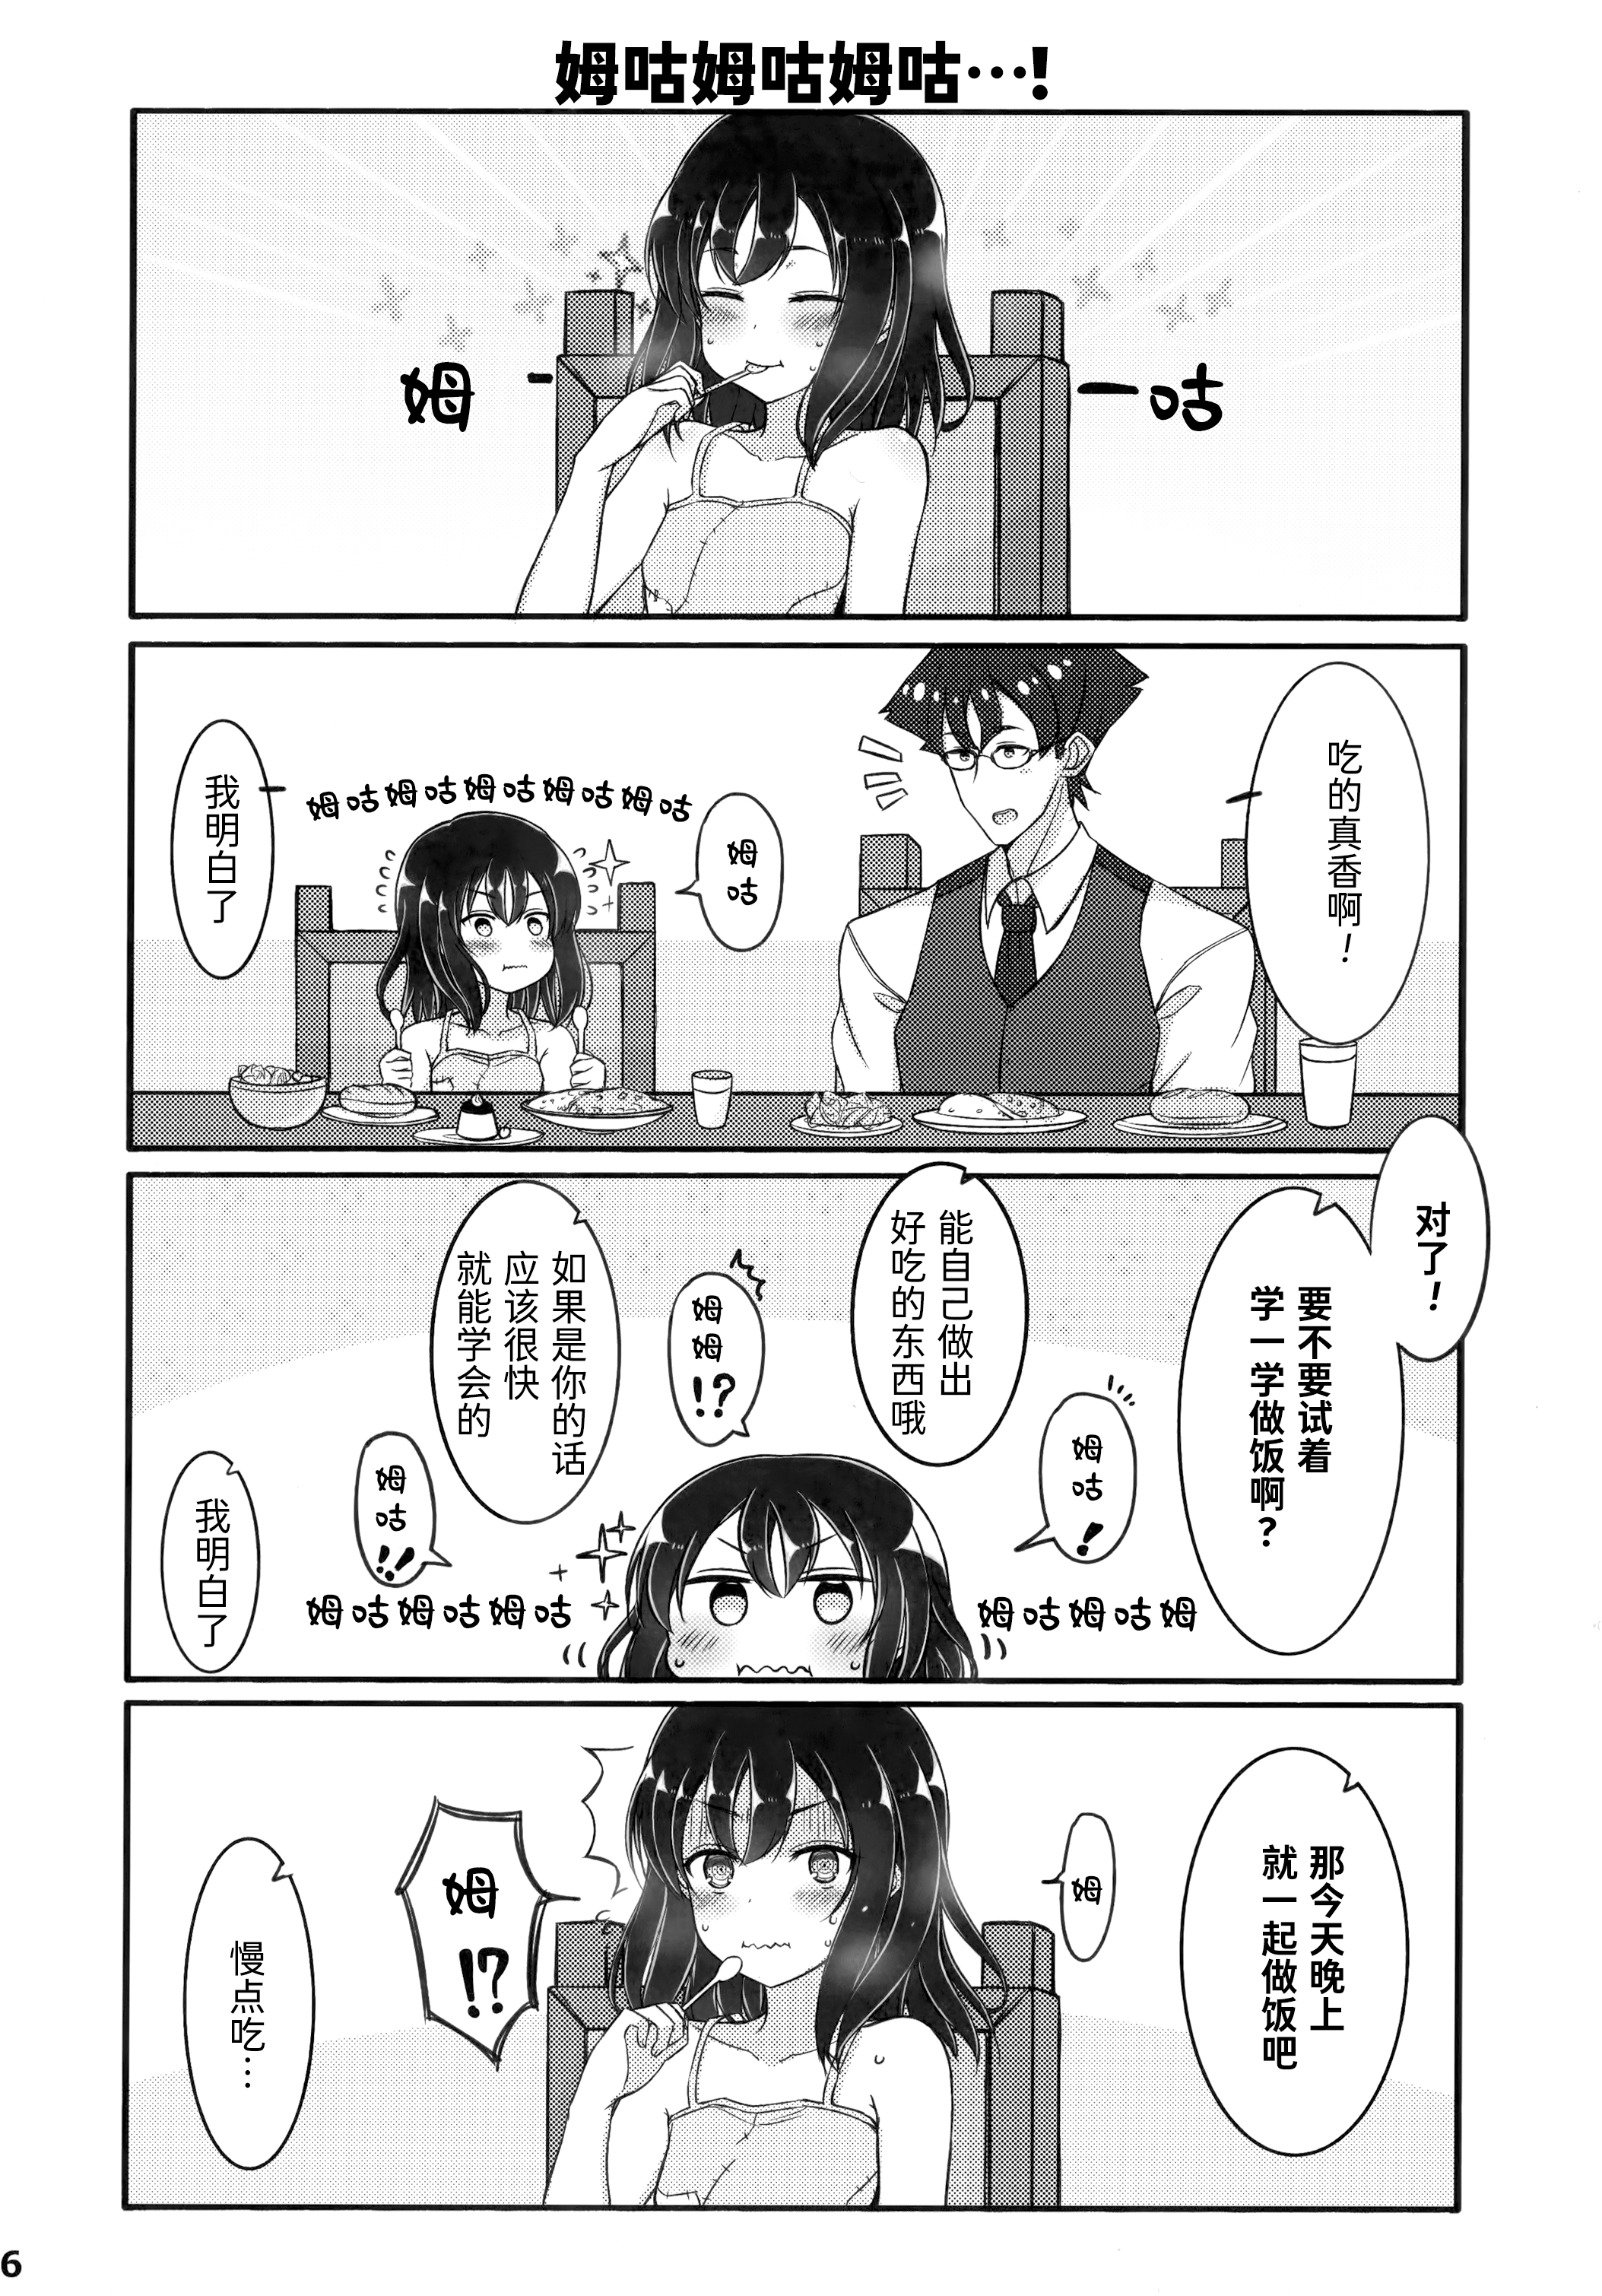 姆咕姆咕姆咕…!
姆一
一咕
吃的真香啊！
姆咕
姆咕姆咕姆咕姆咕姆咕
我明白了
对了！
要不要试着
学一学做饭啊？
姆咕！
能自己做出
好吃的东西哦
姆姆!?
如果是你的话
应该很快
就能学会的
姆咕!!
姆咕姆咕姆
姆咕姆咕姆咕
我明白了
那今天晚上
就一起做饭吧
姆
姆!?
慢点吃…
6